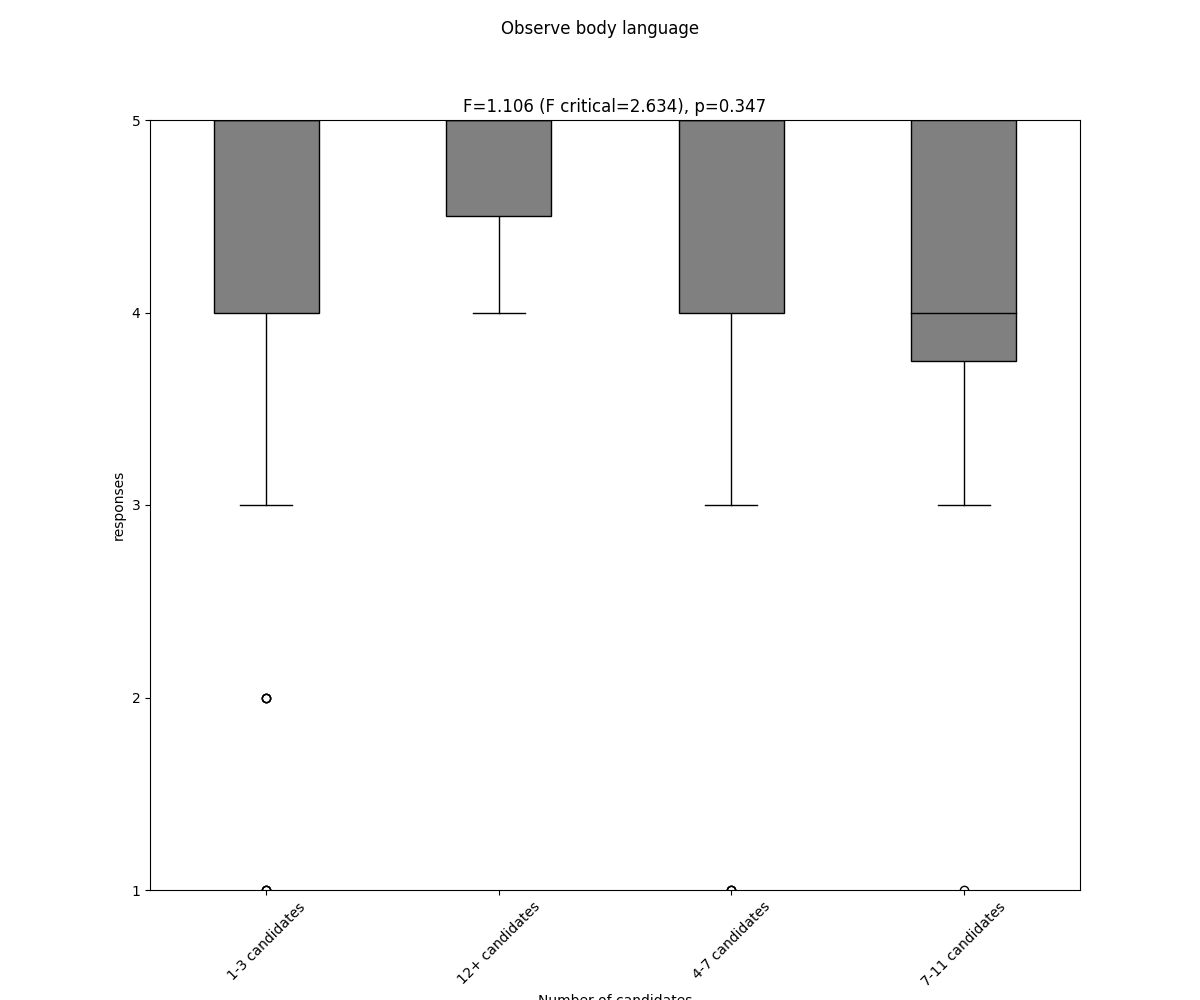 Observe body language
F=1.106 (F critical=2.634), p=0.347
5
4
3
2
1
responses
1-3 candidates
12+ candidates
4-7 candidates
7-11 candidates
Number of candidates